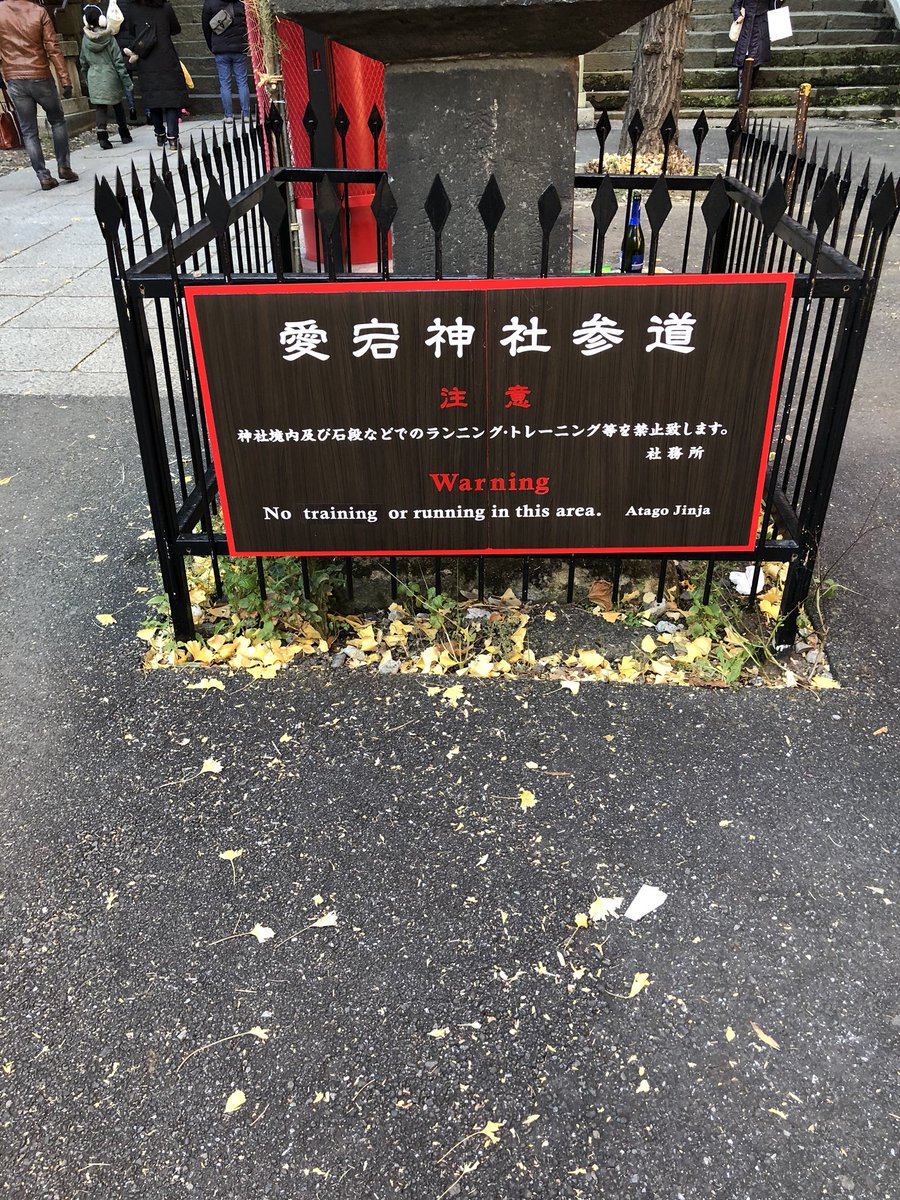 愛宕神社参道
注意
神社境内及び石段などでのランニング・トレーニング等を禁止致します。
社務所
Warning
No training or running in this area. Atago Jinja